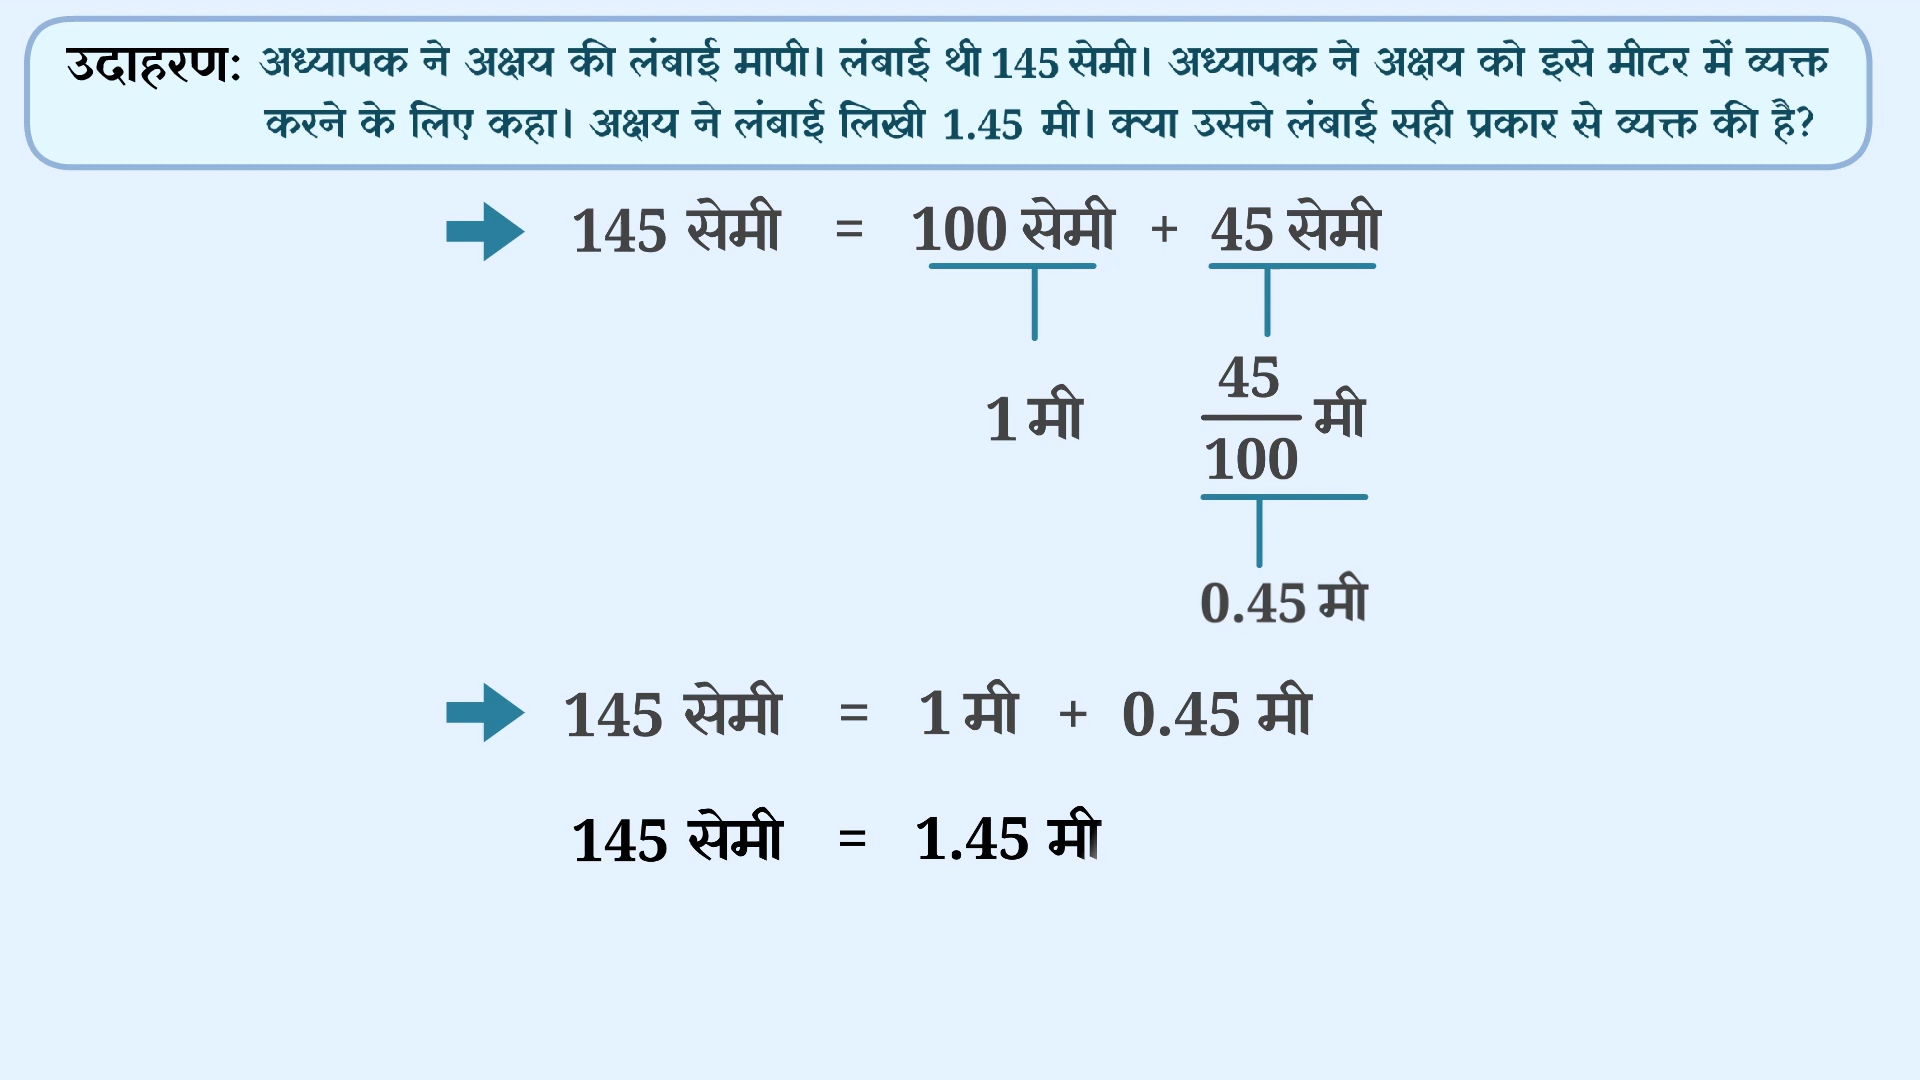 उदाहरण: अध्यापक ने अक्षय की लंबाई मापी। लंबाई थी 145 सेमी। अध्यापक ने अक्षय को इसे मीटर में व्यक्त
करने के लिए कहा। अक्षय ने लंबाई लिखी 1.45 मी। क्या उसने लंबाई सही प्रकार से व्यक्त की है?
145 सेमी = 100 सेमी + 45 सेमी
1 मी
45
100
मी
0.45 मी
145 सेमी = 1 मी + 0.45 मी
145 सेमी = 1.45 मी